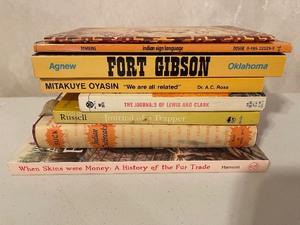 TOMKINS indian sign language DOVER 0-486-22029-X
Agnew FORT GIBSON Oklahoma
MITAKUYE OYASIN "We are all related" Dr. A.C. Ross
THE JOURNALS OF LEWIS AND CLARK
Russell Journal of a Trapper
When Skins were Money: A History of the Fur Trade Hanson